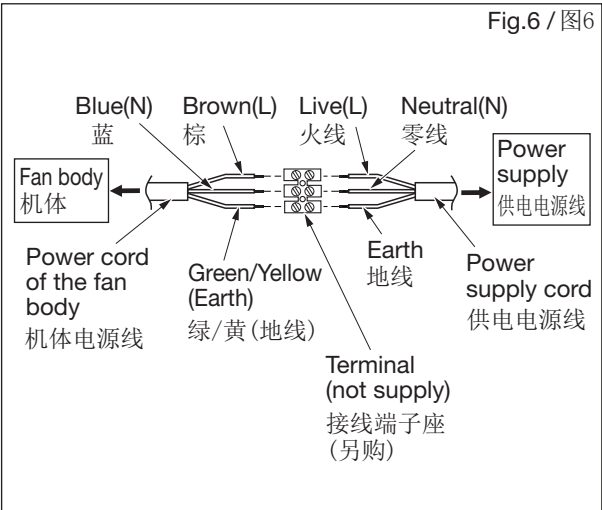 Fig.6 / 图6
Blue(N)
蓝
Brown(L)
棕
Live(L)
火线
Neutral(N)
零线
Fan body
机体
Power
supply
供电电源线
Power cord
of the fan
body
机体电源线
Green/Yellow
(Earth)
绿/黄(地线)
Earth
地线
Power
supply cord
供电电源线
Terminal
(not supply)
接线端子座
(另购)